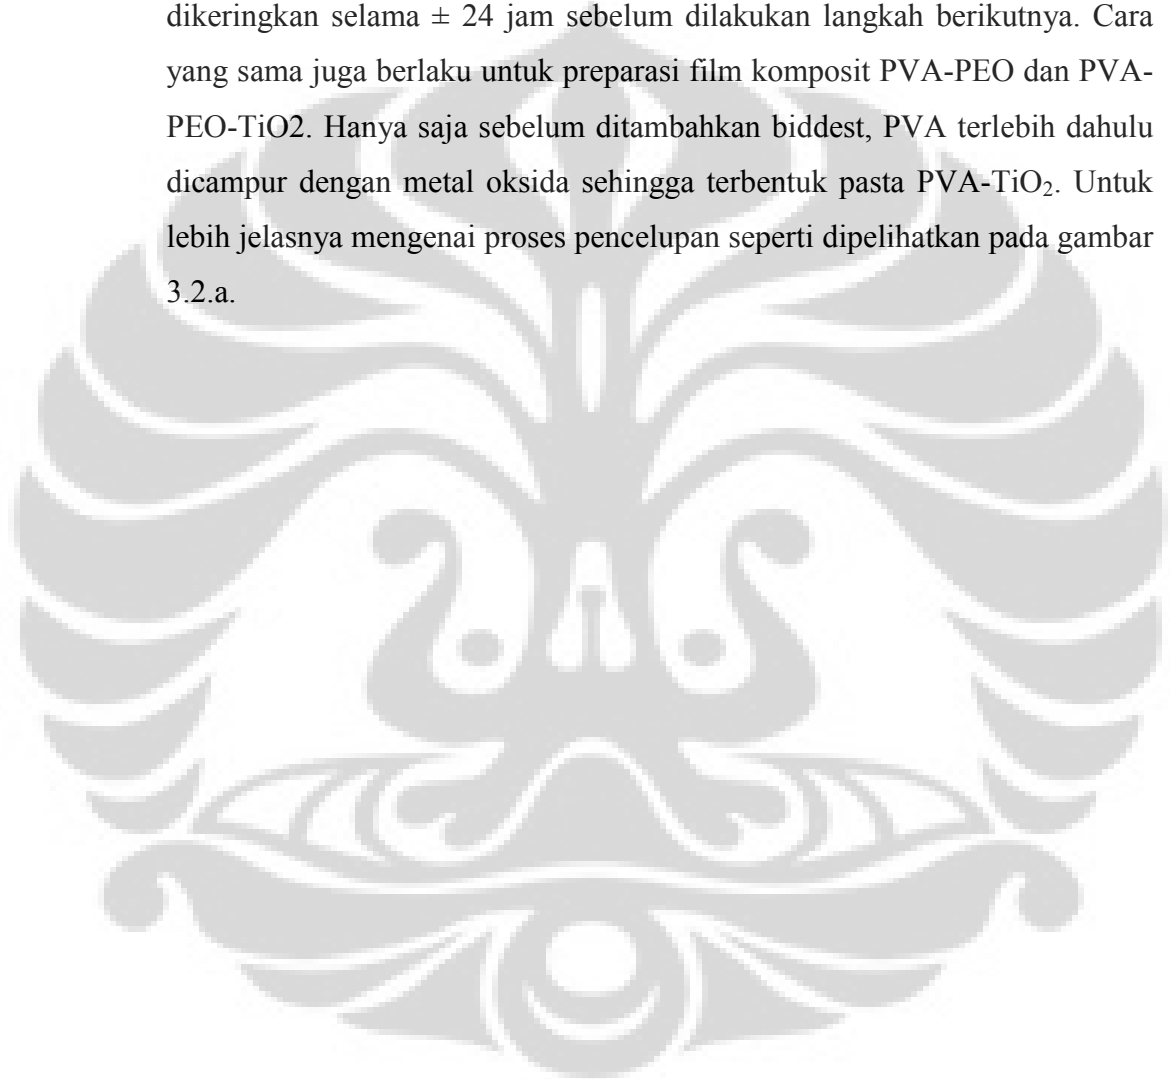 dikeringkan selama ± 24 jam sebelum dilakukan langkah berikutnya. Cara
yang sama juga berlaku untuk preparasi film komposit PVA-PEO dan PVA-
PEO-TiO2. Hanya saja sebelum ditambahkan biddest, PVA terlebih dahulu
dicampur dengan metal oksida sehingga terbentuk pasta PVA-TiO₂. Untuk
lebih jelasnya mengenai proses pencelupan seperti dipelihatkan pada gambar
3.2.a.